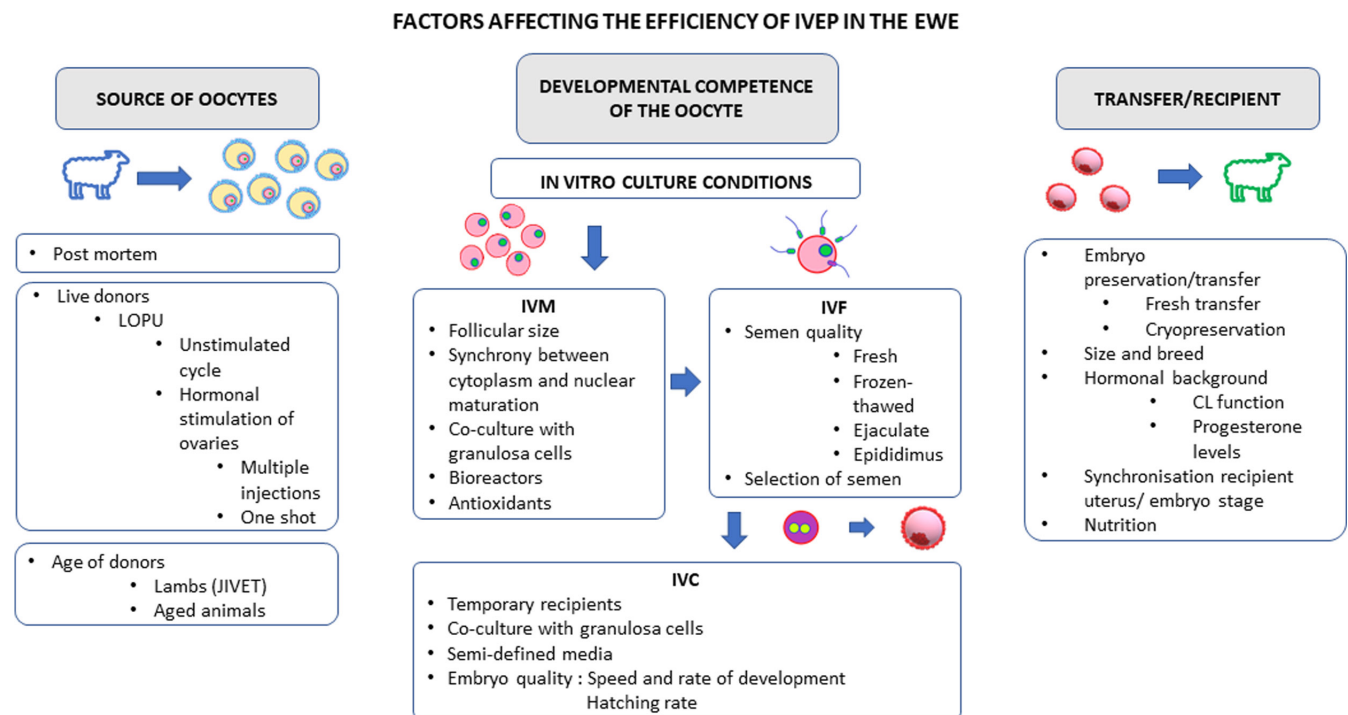 FACTORS AFFECTING THE EFFICIENCY OF IVEP IN THE EWE
SOURCE OF OOCYTES
• Post mortem
• Live donors
• LOPU
• Unstimulated
cycle
• Hormonal
stimulation of
ovaries
• Multiple
injections
• One shot
• Age of donors
• Lambs (JIVET)
• Aged animals
DEVELOPMENTAL COMPETENCE
OF THE OOCYTE
IN VITRO CULTURE CONDITIONS
IVM
• Follicular size
• Synchrony between
cytoplasm and nuclear
maturation
• Co-culture with
granulosa cells
• Bioreactors
• Antioxidants
IVF
• Semen quality
• Fresh
• Frozen-
thawed
• Ejaculate
• Epididimus
• Selection of semen
IVC
• Temporary recipients
• Co-culture with granulosa cells
• Semi-defined media
• Embryo quality : Speed and rate of development
Hatching rate
TRANSFER/RECIPIENT
• Embryo
preservation/transfer
• Fresh transfer
• Cryopreservation
• Size and breed
• Hormonal background
• CL function
• Progesterone
levels
• Synchronisation recipient
uterus/ embryo stage
• Nutrition